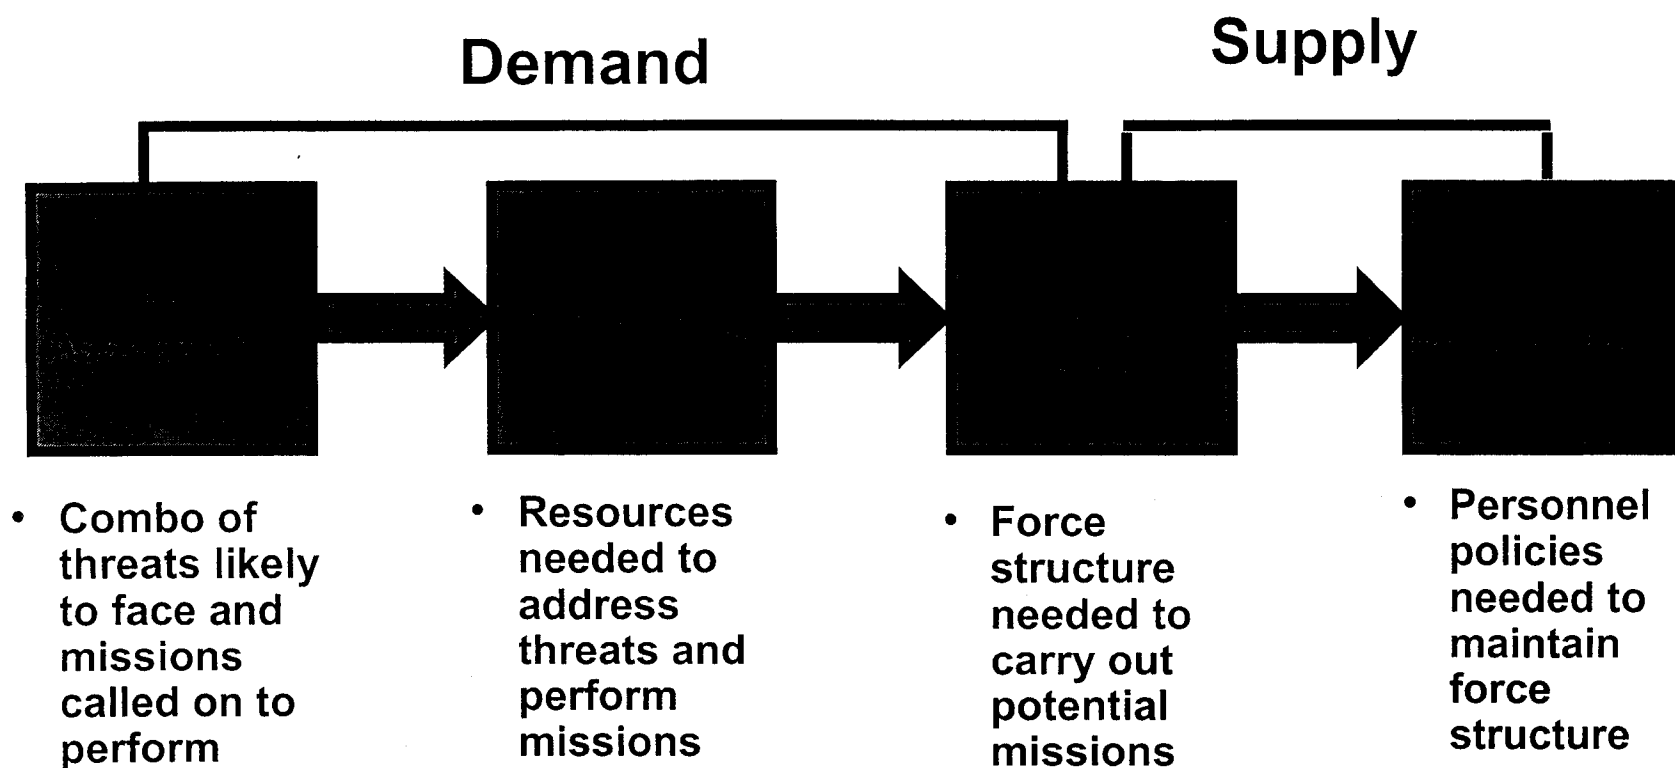 Demand
Supply
• Combo of
threats likely
to face and
missions
called on to
perform
• Resources
needed to
address
threats and
perform
missions
• Force
structure
needed to
carry out
potential
missions
• Personnel
policies
needed to
maintain
force
structure